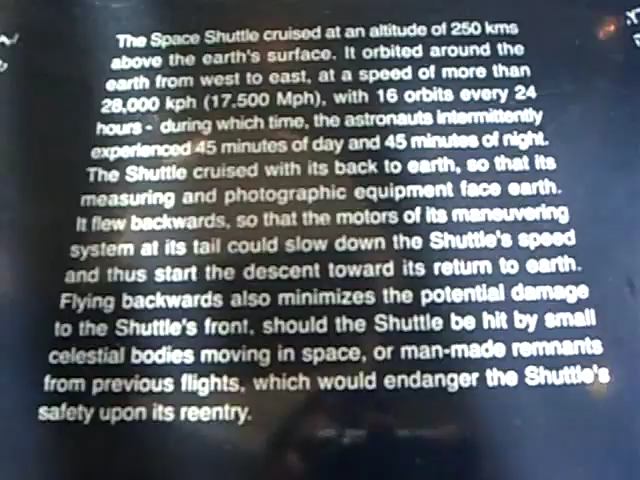 The Space Shuttle cruised at an altitude of 250 kms
above the earth's surface. It orbited around the
earth from west to east, at a speed of more than
28,000 kph (17.500 Mph), with 16 orbits every 24
hours - during which time, the astronauts intermittently
experienced 45 minutes of day and 45 minutes of night.
The Shuttle cruised with its back to earth, so that its
measuring and photographic equipment face earth.
It flew backwards, so that the motors of its maneuvering
system at its tail could slow down the Shuttle's speed
and thus start the descent toward its return to earth.
Flying backwards also minimizes the potential damage
to the Shuttle's front, should the Shuttle be hit by small
celestial bodies moving in space, or man-made remnants
from previous flights, which would endanger the Shuttle's
safety upon its reentry.